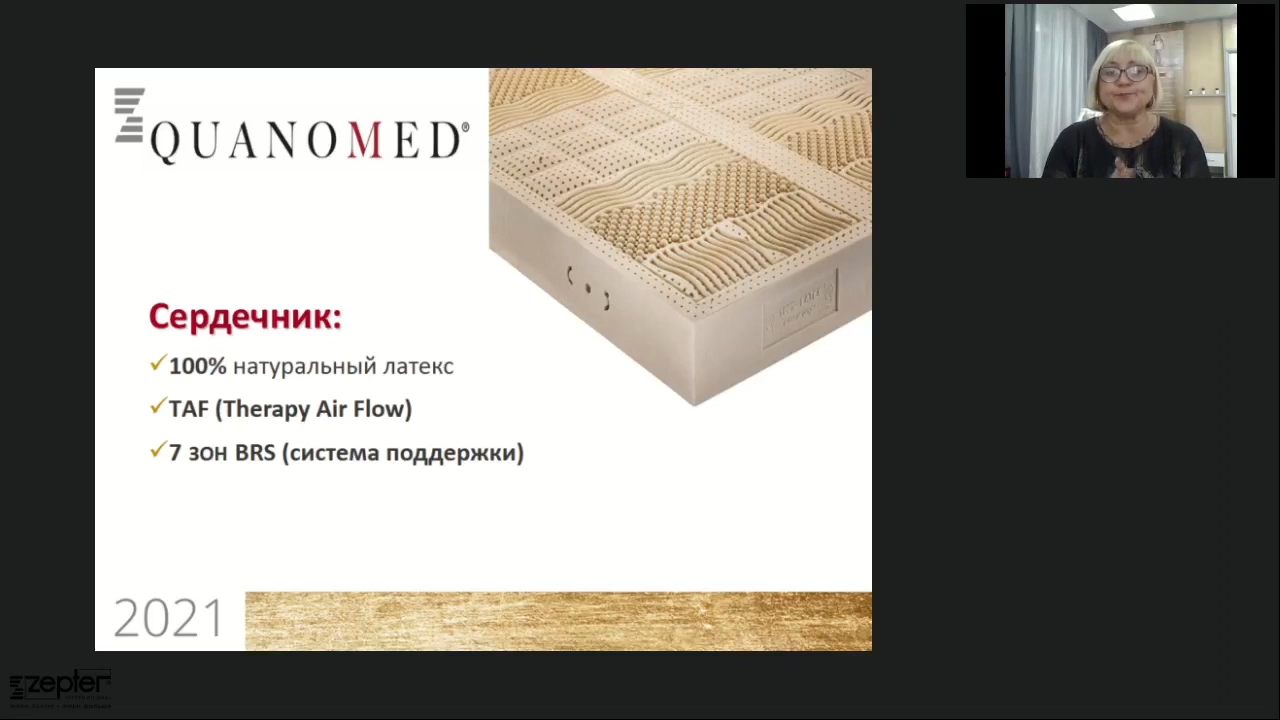 QUANOMED®
Сердечник:
100% натуральный латекс
TAF (Therapy Air Flow)
7 зон BRS (система поддержки)
2021
zepter